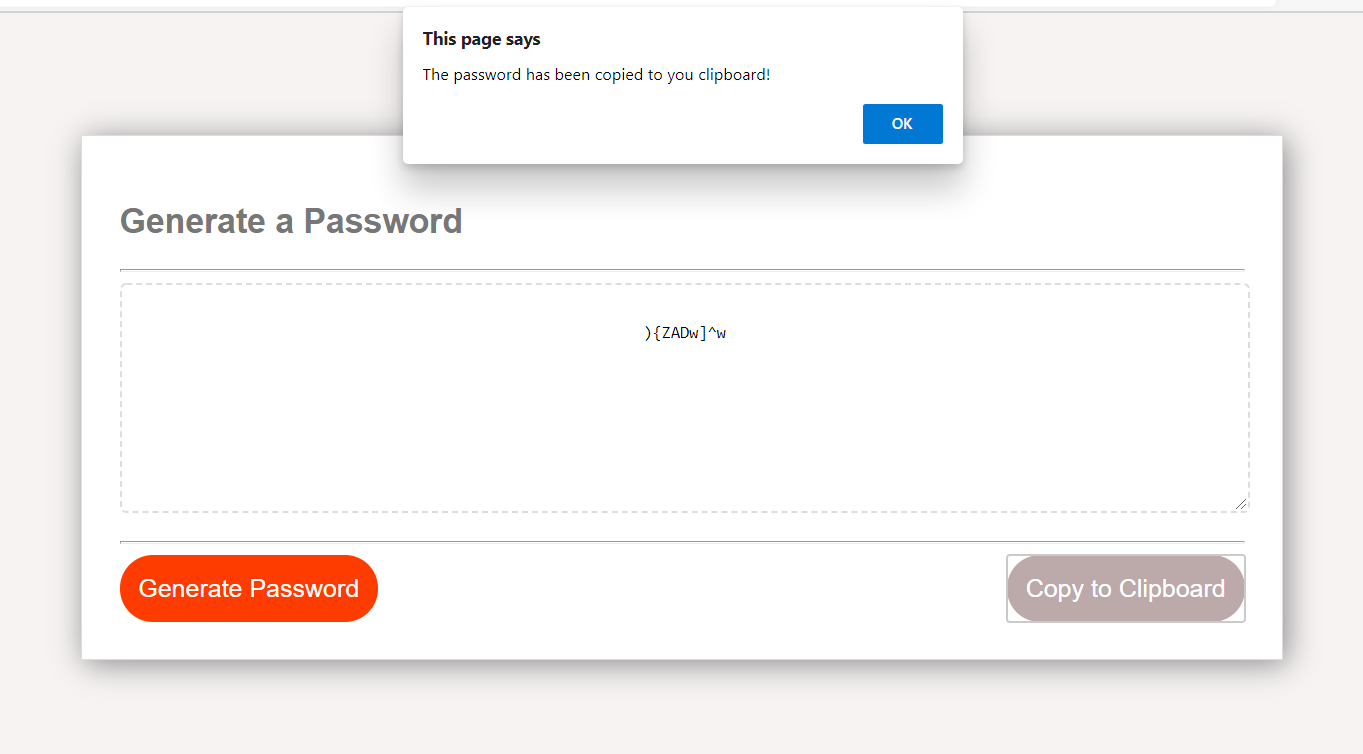 This page says
The password has been copied to you clipboard!
OK
Generate a Password
){ZADw]^w
Generate Password
Copy to Clipboard